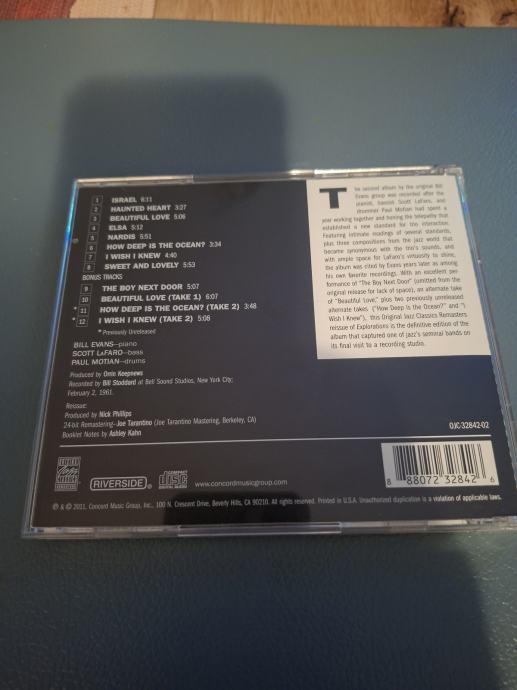 1 ISRAEL 6:11
2 HAUNTED HEART 3:27
3 BEAUTIFUL LOVE 5:06
4 ELSA 5:12
5 NARDIS 5:51
6 HOW DEEP IS THE OCEAN? 3:34
7 I WISH I KNEW 4:40
8 SWEET AND LOVELY 5:53
BONUS TRACKS
9 THE BOY NEXT DOOR 5:07
10 BEAUTIFUL LOVE (TAKE 1) 6:07
* 11 HOW DEEP IS THE OCEAN? (TAKE 2) 3:48
* 12 I WISH I KNEW (TAKE 2) 5:08
* Previously Unreleased
BILL EVANS—piano
SCOTT LaFARO—bass
PAUL MOTIAN—drums
Produced by Orrin Keepnews
Recorded by Bill Stoddard at Bell Sound Studios, New York City;
February 2, 1961.
Reissue:
Produced by Nick Phillips
24-bit Remastering—Joe Tarantino (Joe Tarantino Mastering, Berkeley, CA)
Booklet Notes by Ashley Kahn
The second album by the original Bill
Evans group was recorded after the
pianist, bassist Scott LaFaro, and
drummer Paul Motian had spent a
year working together and honing the telepathy that
established a new standard for trio interaction.
Featuring intimate readings of several standards,
plus three compositions from the jazz world that
became synonymous with the trio's sounds, and
with ample space for LaFaro's virtuosity to shine,
the album was cited by Evans years later as among
his own favorite recordings. With an excellent per-
formance of "The Boy Next Door" (omitted from the
original release for lack of space), an alternate take
of "Beautiful Love," plus two previously unreleased
alternate takes ("How Deep Is the Ocean?" and "I
Wish I Knew"), this Original Jazz Classics Remasters
reissue of Explorations is the definitive edition of the
album that captured one of jazz's seminal bands on
its final visit to a recording studio.
OJC-32842-02
RIVERSIDE
COMPACT
disc
DIGITAL AUDIO
www.concordmusicgroup.com
8 88072 32842 6
℗ & © 2011, Concord Music Group, Inc., 100 N. Crescent Drive, Beverly Hills, CA 90210. All rights reserved. Printed in U.S.A. Unauthorized duplication is a violation of applicable laws.